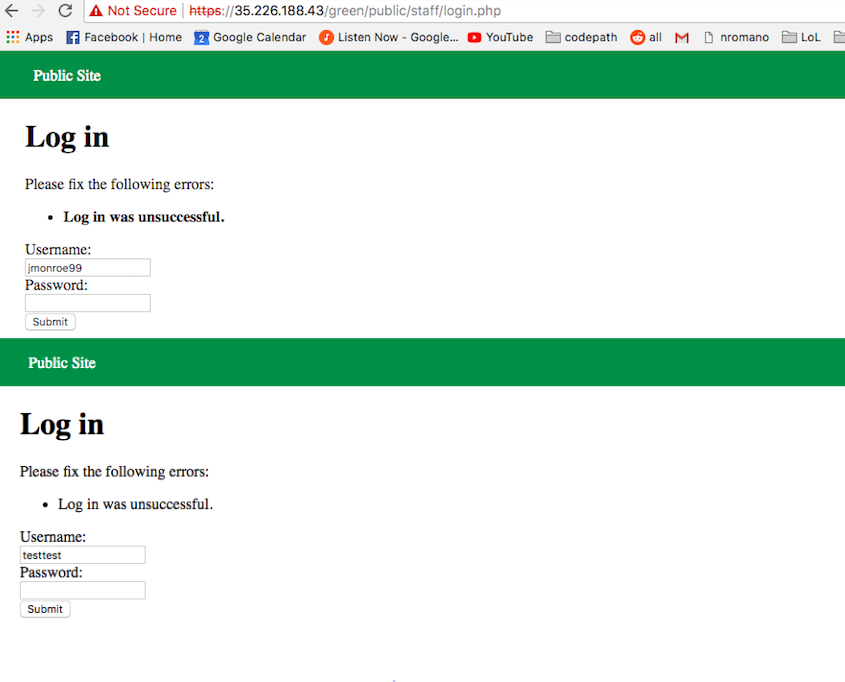 Not Secure | https://35.226.188.43/green/public/staff/login.php
Apps Facebook | Home 2 Google Calendar Listen Now - Google... YouTube codepath all nromano LoL
Public Site
Log in
Please fix the following errors:
• Log in was unsuccessful.
Username:
jmonroe99
Password:
Submit
Public Site
Log in
Please fix the following errors:
• Log in was unsuccessful.
Username:
testtest
Password:
Submit